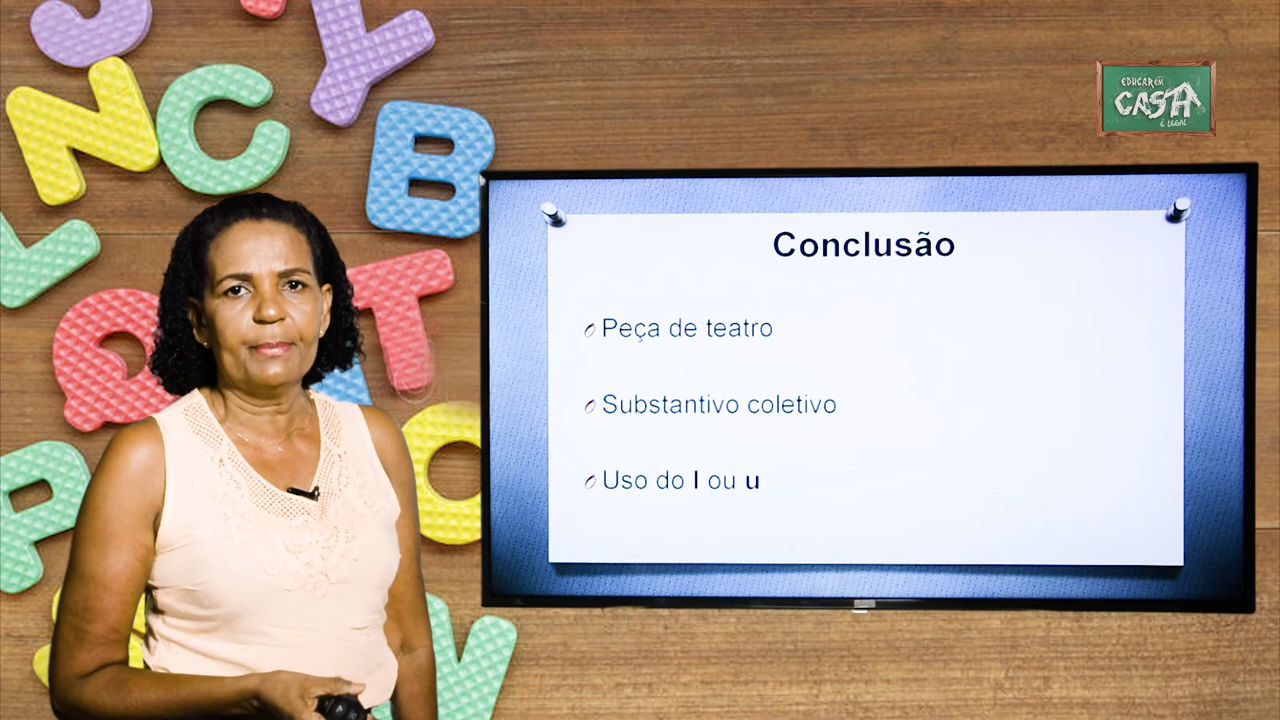 EDUCAR EM
CASA
É LEGAL
Conclusão
Peça de teatro
Substantivo coletivo
Uso do l ou u
J
Y
N
C
B
L
Q
T
A
O
Y